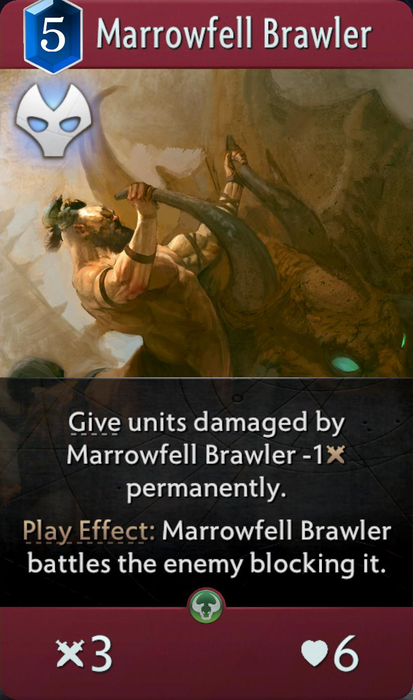 5
Marrowfell Brawler
Give units damaged by
Marrowfell Brawler -1
permanently.
Play Effect: Marrowfell Brawler
battles the enemy blocking it.
3
6